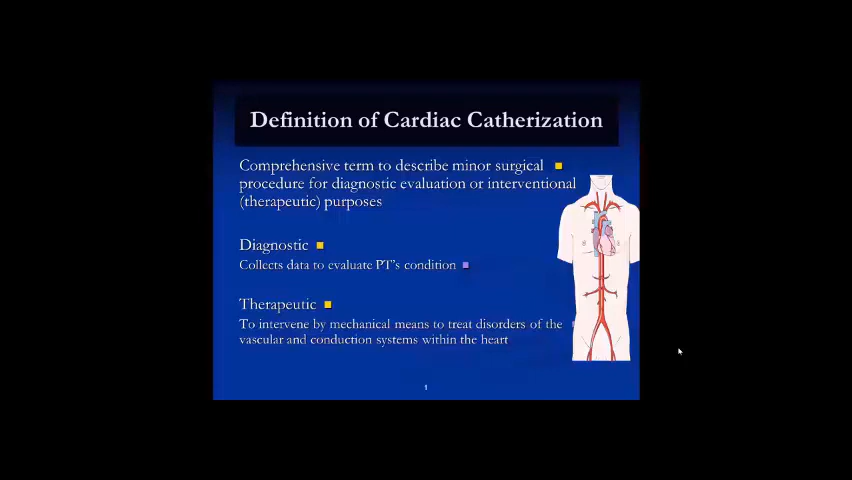 Definition of Cardiac Catherization
Comprehensive term to describe minor surgical
procedure for diagnostic evaluation or interventional
(therapeutic) purposes
Diagnostic
Collects data to evaluate PT's condition
Therapeutic
To intervene by mechanical means to treat disorders of the
vascular and conduction systems within the heart
1